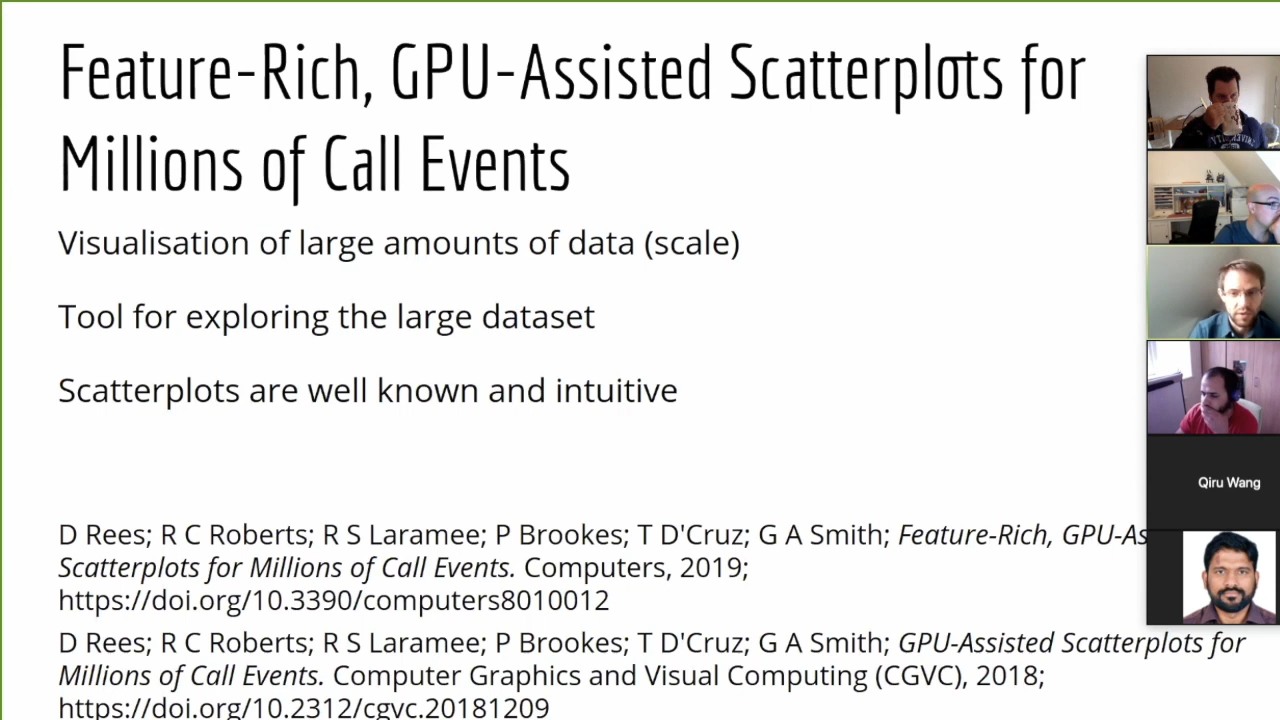 Feature-Rich, GPU-Assisted Scatterplots for
Millions of Call Events
Visualisation of large amounts of data (scale)
Tool for exploring the large dataset
Scatterplots are well known and intuitive
Qiru Wang
D Rees; R C Roberts; R S Laramee; P Brookes; T D'Cruz; G A Smith; Feature-Rich, GPU-As
Scatterplots for Millions of Call Events. Computers, 2019;
https://doi.org/10.3390/computers8010012
D Rees; R C Roberts; R S Laramee; P Brookes; T D'Cruz; G A Smith; GPU-Assisted Scatterplots for
Millions of Call Events. Computer Graphics and Visual Computing (CGVC), 2018;
https://doi.org/10.2312/cgvc.20181209